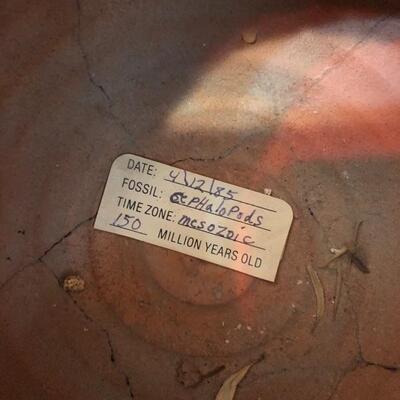 DATE: 4\12\85
FOSSIL: cepHaloPods
TIME ZONE: mesozoic
150 MILLION YEARS OLD